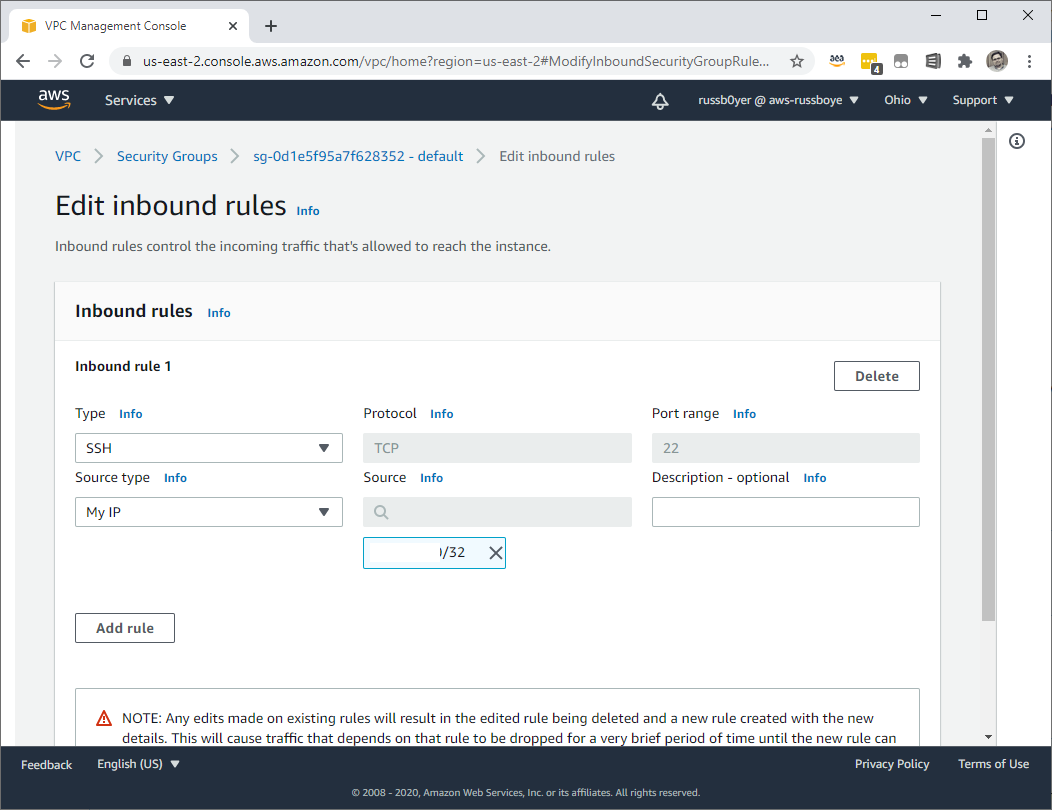 VPC Management Console
us-east-2.console.aws.amazon.com/vpc/home?region=us-east-2#ModifyInboundSecurityGroupRule...
aea
4
aws Services russb0yer @ aws-russboye Ohio Support
VPC Security Groups sg-0d1e5f95a7f628352 - default Edit inbound rules
Edit inbound rules Info
Inbound rules control the incoming traffic that's allowed to reach the instance.
Inbound rules Info
Inbound rule 1
Delete
Type Info Protocol Info Port range Info
SSH TCP 22
Source type Info Source Info Description - optional Info
My IP
/32
Add rule
NOTE: Any edits made on existing rules will result in the edited rule being deleted and a new rule created with the new
details. This will cause traffic that depends on that rule to be dropped for a very brief period of time until the new rule can
Feedback English (US) Privacy Policy Terms of Use
© 2008 - 2020, Amazon Web Services, Inc. or its affiliates. All rights reserved.